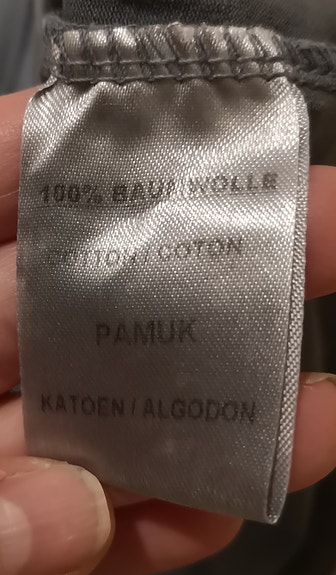 100% BAUMWOLLE
COTTON / COTON
PAMUK
KATOEN / ALGODON